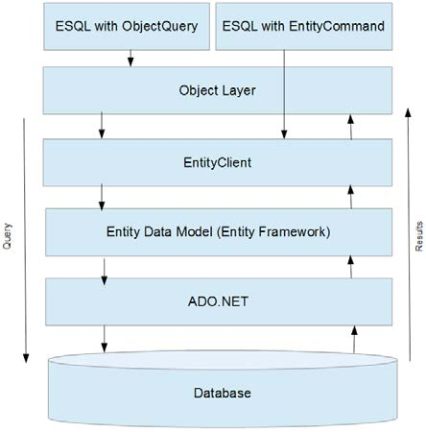 ESQL with ObjectQuery
ESQL with EntityCommand
Object Layer
EntityClient
Entity Data Model (Entity Framework)
ADO.NET
Database
Query
Results